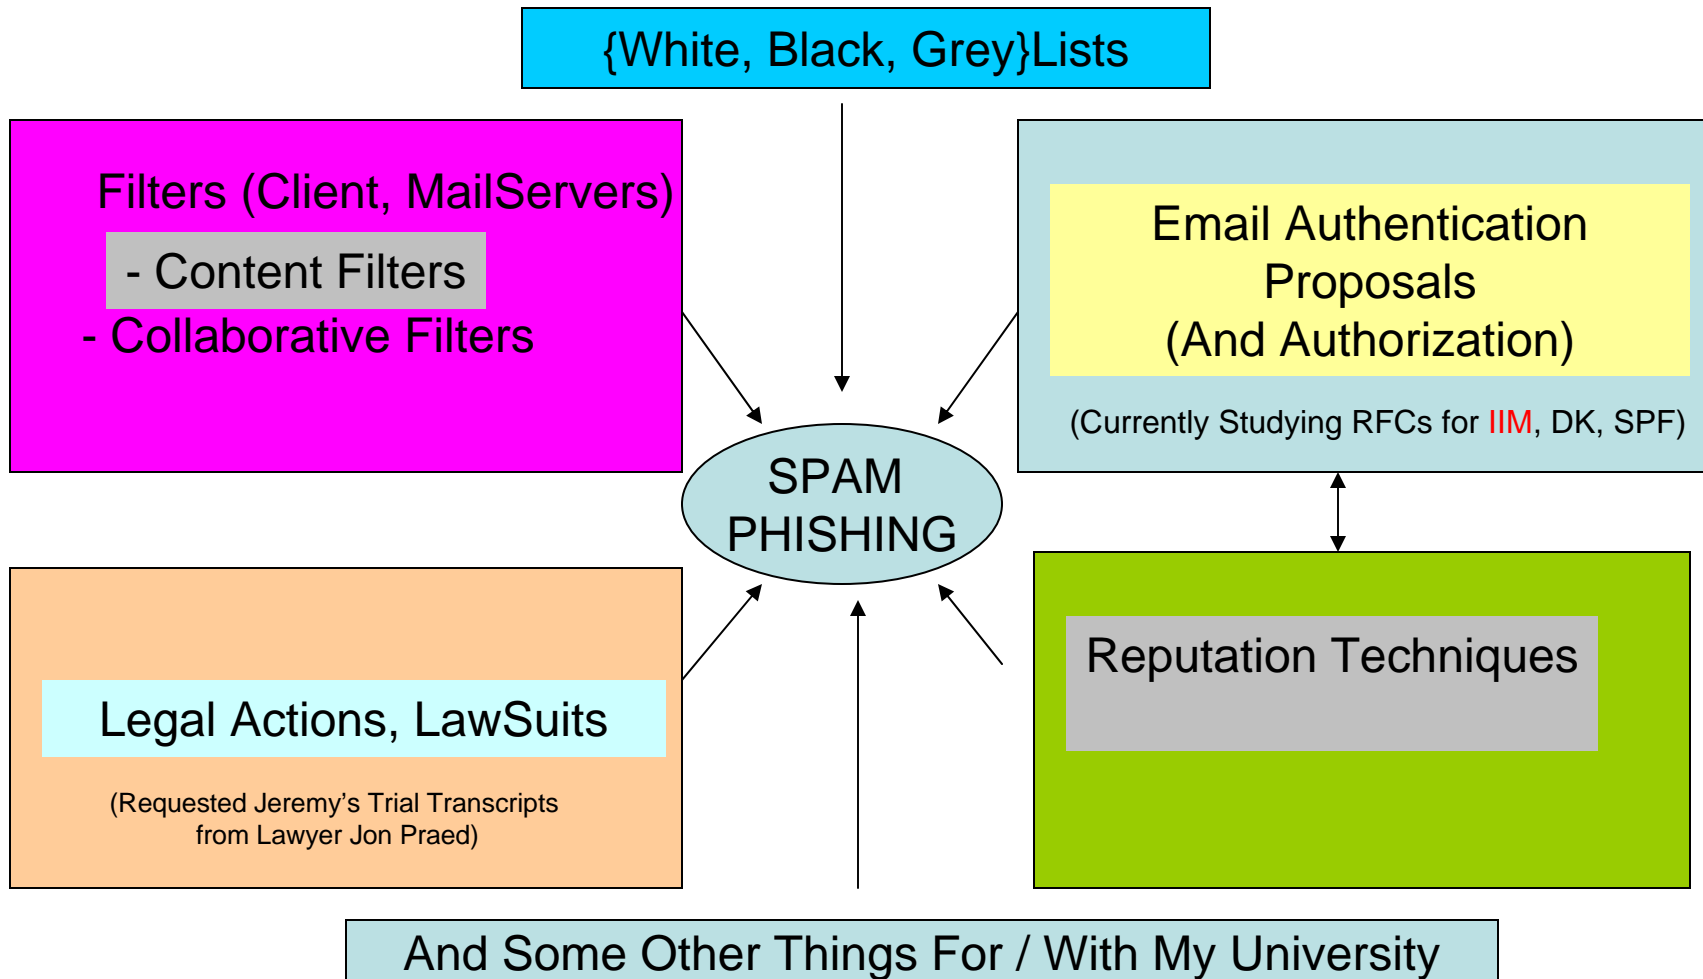 {White, Black, Grey}Lists
Filters (Client, MailServers)
- Content Filters
- Collaborative Filters
Email Authentication
Proposals
(And Authorization)
(Currently Studying RFCs for IIM, DK, SPF)
SPAM
PHISHING
Legal Actions, LawSuits
(Requested Jeremy's Trial Transcripts
from Lawyer Jon Praed)
Reputation Techniques
And Some Other Things For / With My University